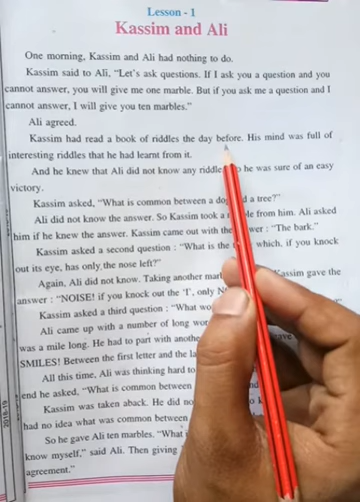 Lesson - 1
Kassim and Ali
One morning, Kassim and Ali had nothing to do.
Kassim said to Ali, "Let's ask questions. If I ask you a question and you
cannot answer, you will give me one marble. But if you ask me a question and I
cannot answer, I will give you ten marbles."
Ali agreed.
Kassim had read a book of riddles the day before. His mind was full of
interesting riddles that he had learnt from it.
And he knew that Ali did not know any riddle he was sure of an easy
victory.
Kassim asked, "What is common between a do d a tree?"
Ali did not know the answer. So Kassim took a le from him. Ali asked
him if he knew the answer. Kassim came out with the wer : "The bark."
Kassim asked a second question : "What is the which, if you knock
out its eye, has only the nose left?"
Again, Ali did not know. Taking another mar Kassim gave the
answer : "NOISE! if you knock out the 'I', only N
Kassim asked a third question : "What wo
Ali came up with a number of long wor
was a mile long. He had to part with anothe
SMILES! Between the first letter and the la
All this time, Ali was thinking hard to
end he asked, "What is common between
Kassim was taken aback. He did no
had no idea what was common between
So he gave Ali ten marbles. "What
know myself," said Ali. Then giving
agreement."
2018-19